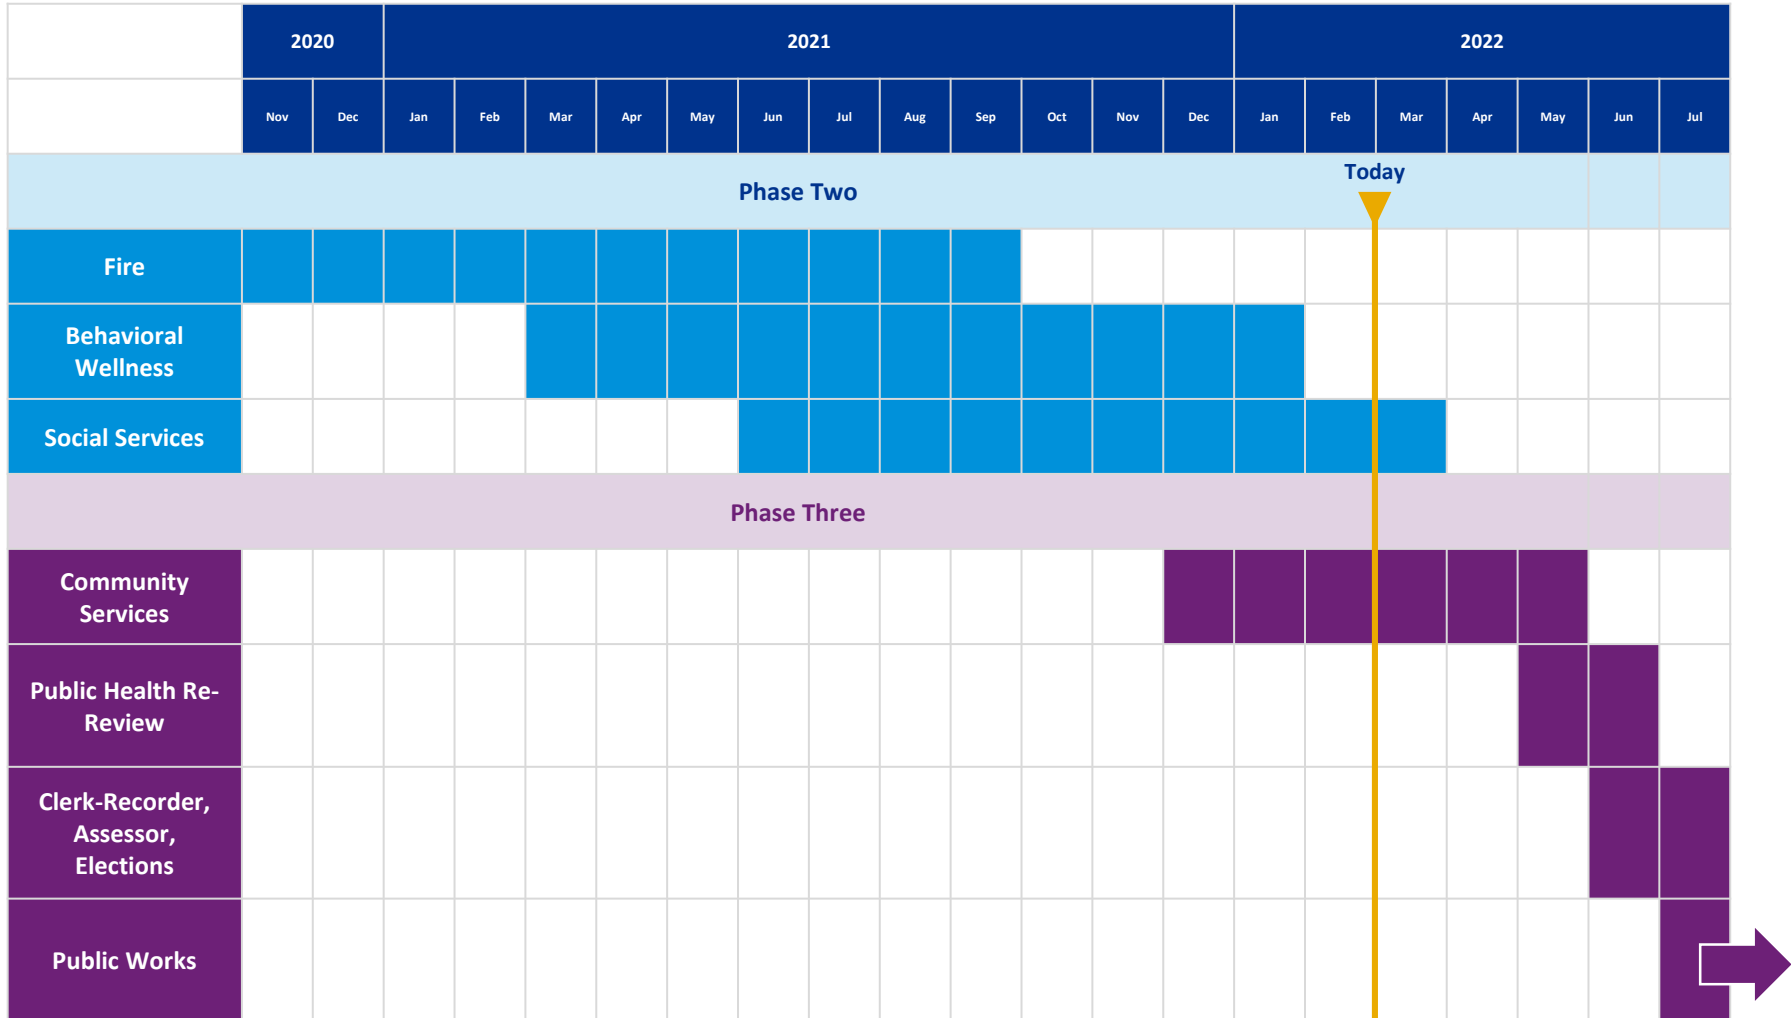 2020 2021 2022
Nov Dec Jan Feb Mar Apr May Jun Jul Aug Sep Oct Nov Dec Jan Feb Mar Apr May Jun Jul
Today
Phase Two
Fire
Behavioral
Wellness
Social Services
Phase Three
Community
Services
Public Health Re-
Review
Clerk-Recorder,
Assessor,
Elections
Public Works